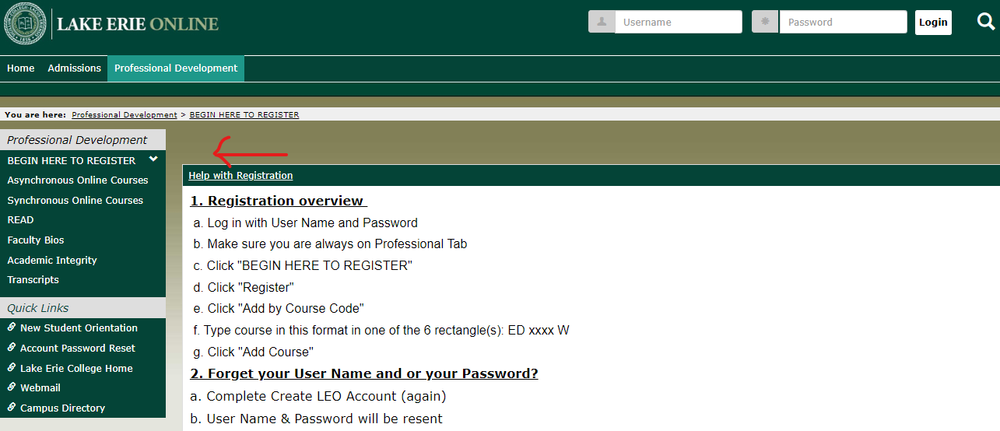 LAKE ERIE ONLINE
Username
Password
Login
Home Admissions Professional Development
You are here: Professional Development > BEGIN HERE TO REGISTER
Professional Development
BEGIN HERE TO REGISTER
Asynchronous Online Courses
Synchronous Online Courses
READ
Faculty Bios
Academic Integrity
Transcripts
Quick Links
New Student Orientation
Account Password Reset
Lake Erie College Home
Webmail
Campus Directory
Help with Registration
1. Registration overview
a. Log in with User Name and Password
b. Make sure you are always on Professional Tab
c. Click "BEGIN HERE TO REGISTER"
d. Click "Register"
e. Click "Add by Course Code"
f. Type course in this format in one of the 6 rectangle(s): ED xxxx W
g. Click "Add Course"
2. Forget your User Name and or your Password?
a. Complete Create LEO Account (again)
b. User Name & Password will be resent